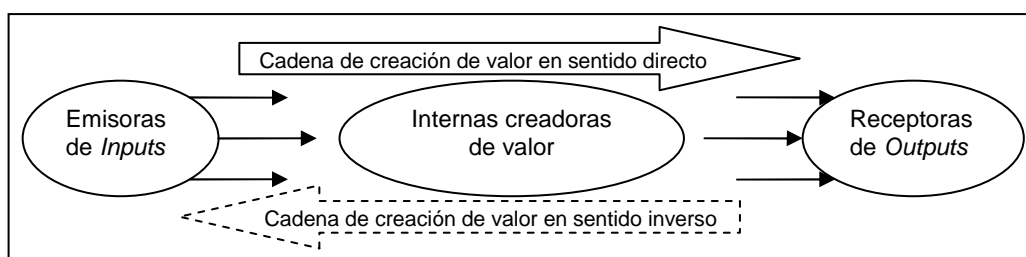 Cadena de creación de valor en sentido directo
Emisoras
de Inputs
Internas creadoras
de valor
Receptoras
de Outputs
Cadena de creación de valor en sentido inverso